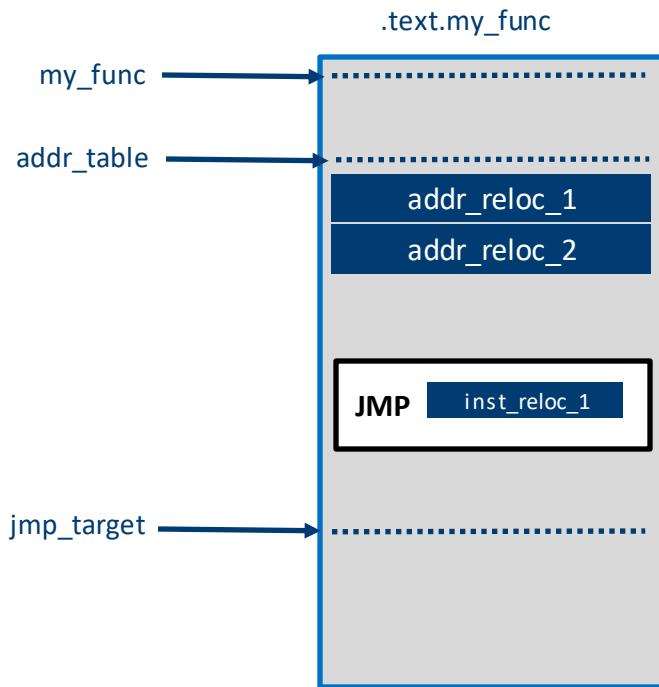 .text.my_func
my_func
addr_table
addr_reloc_1
addr_reloc_2
JMP inst_reloc_1
jmp_target